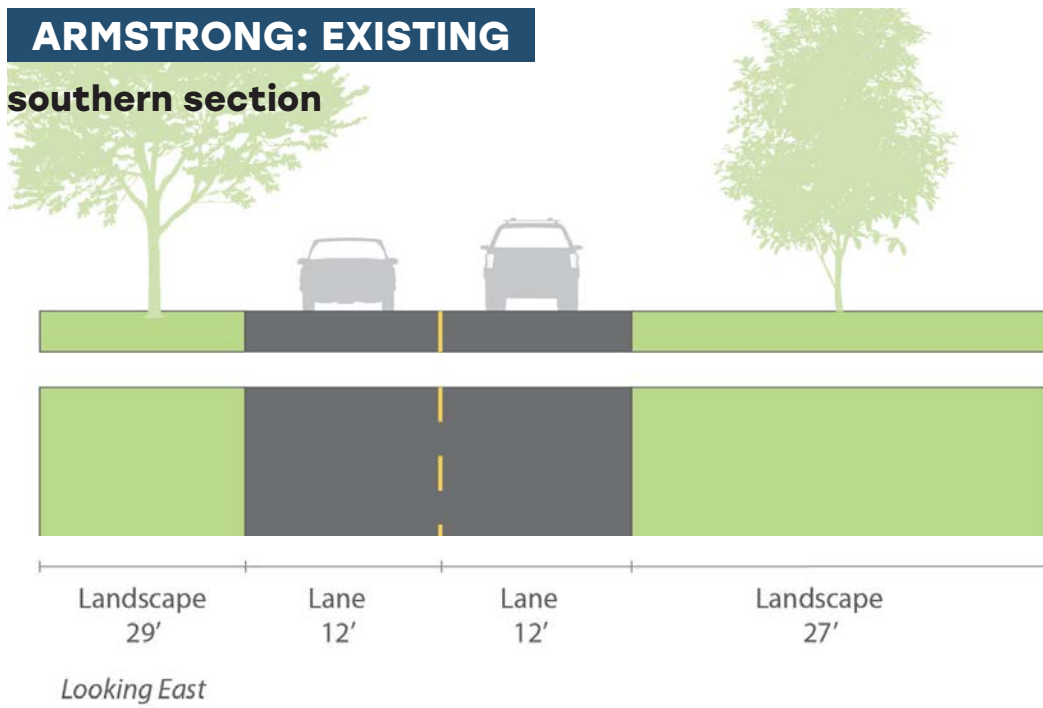 ARMSTRONG: EXISTING
southern section
Landscape
29′
Lane
12′
Lane
12′
Landscape
27′
Looking East